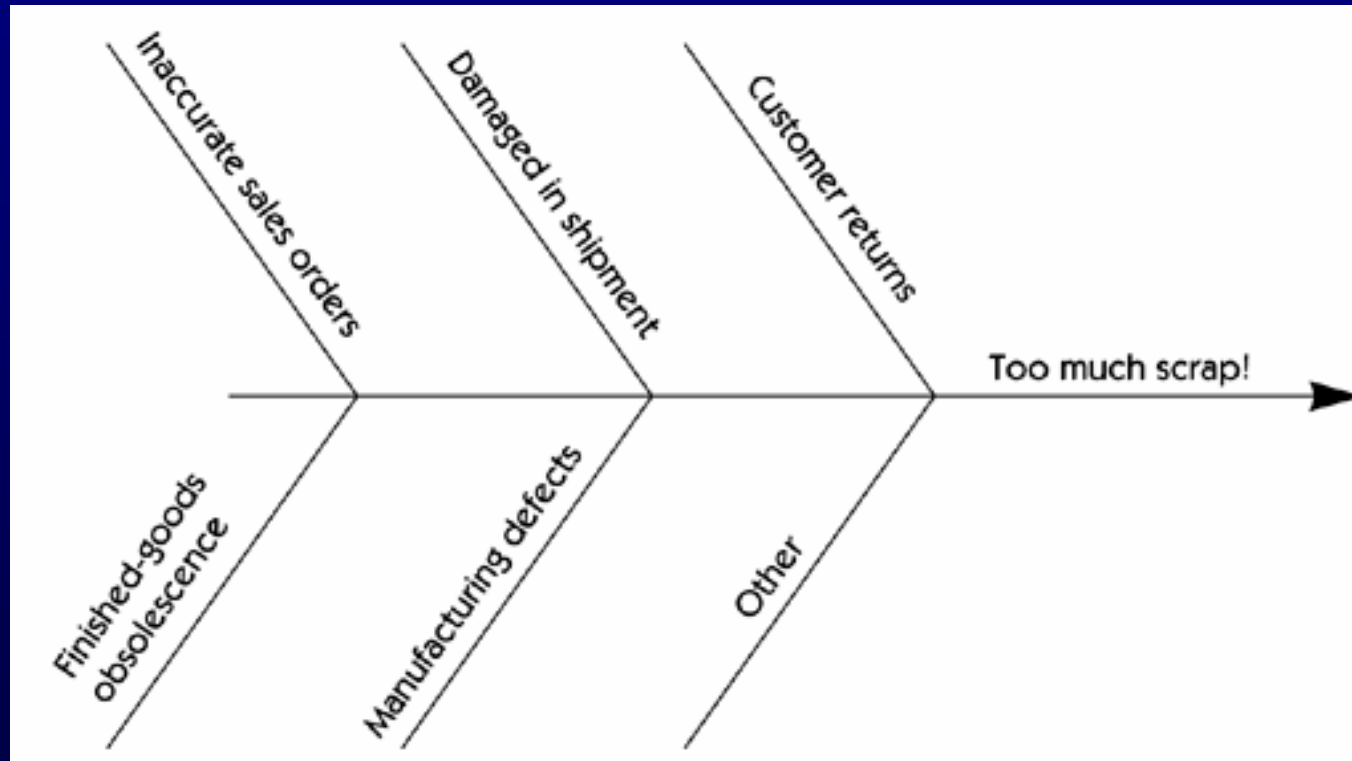 Inaccurate sales orders
Damaged in shipment
Customer returns
Too much scrap!
Finished-goods
obsolescence
Manufacturing defects
Other